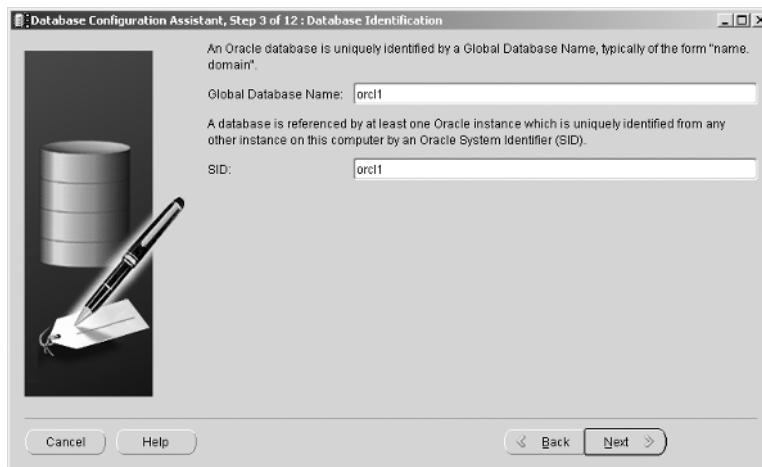 Database Configuration Assistant, Step 3 of 12 : Database Identification
An Oracle database is uniquely identified by a Global Database Name, typically of the form "name.
domain".
Global Database Name: orcl1
A database is referenced by at least one Oracle instance which is uniquely identified from any
other instance on this computer by an Oracle System Identifier (SID).
SID: orcl1
Cancel Help Back Next